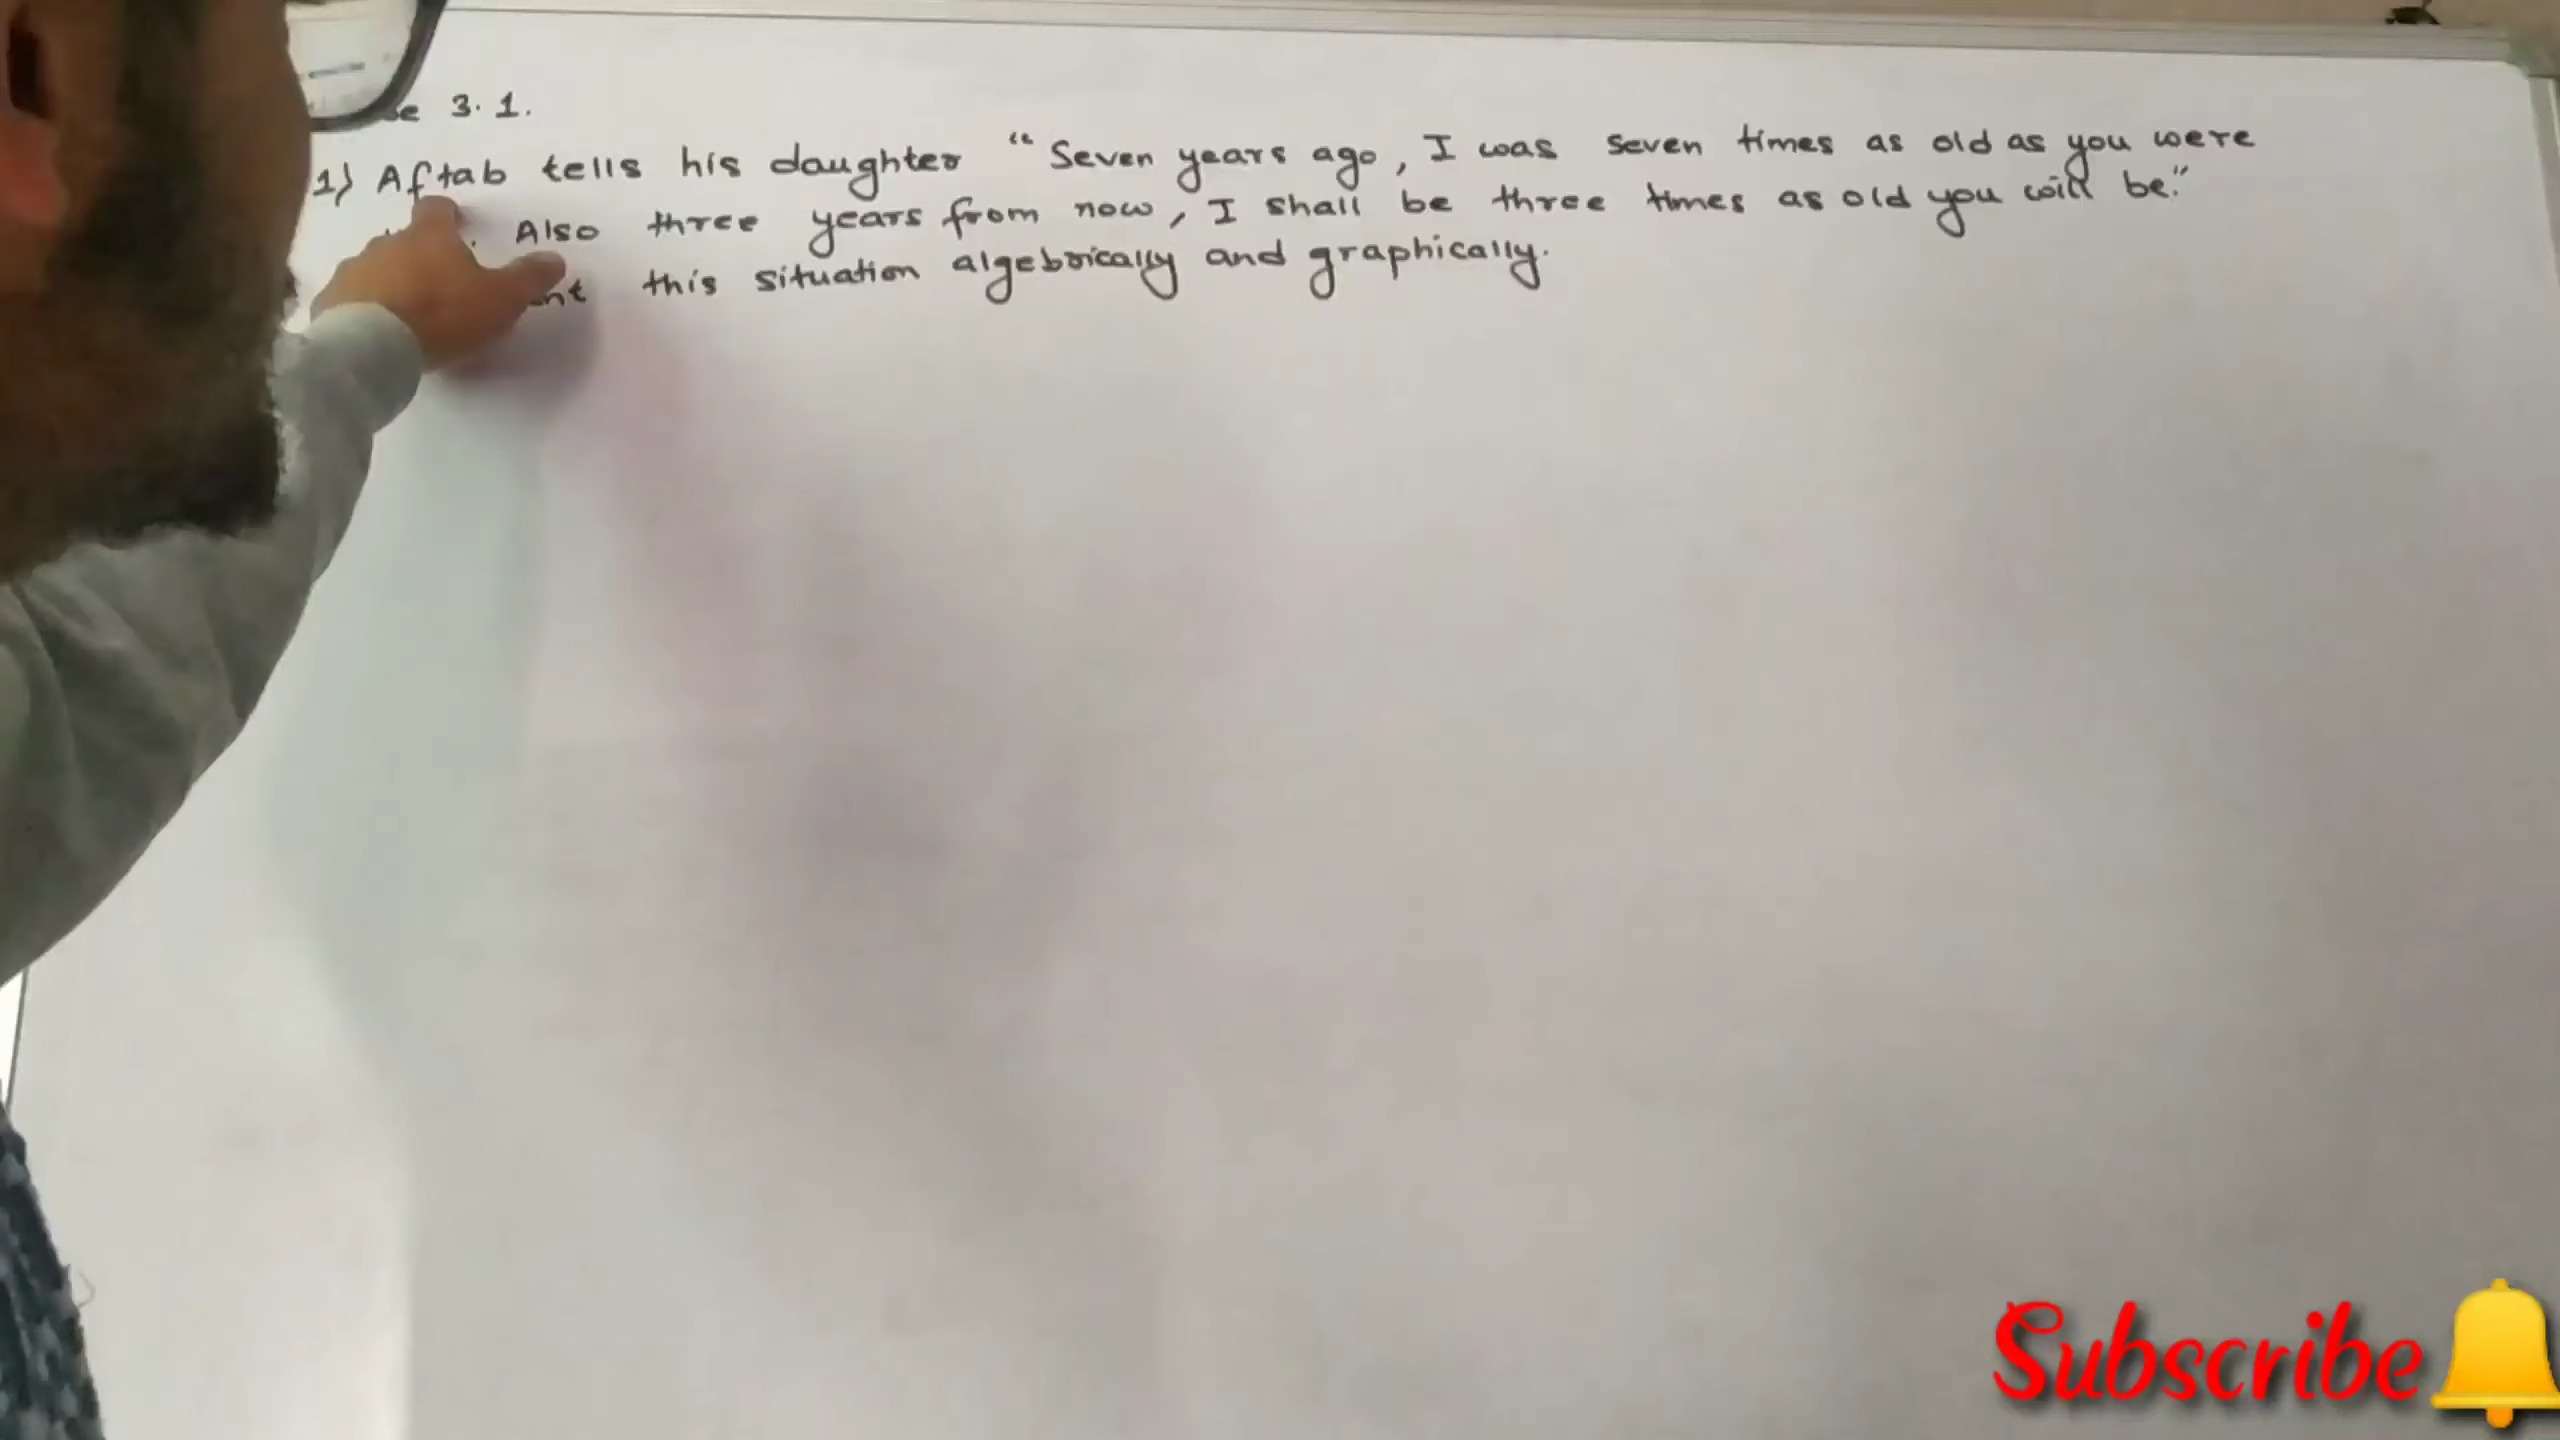 3.1.
1) Aftab tells his daughter "Seven years ago, I was seven times as old as you were
Also three years from now, I shall be three times as old you will be."
this situation algebrically and graphically.
Subscribe